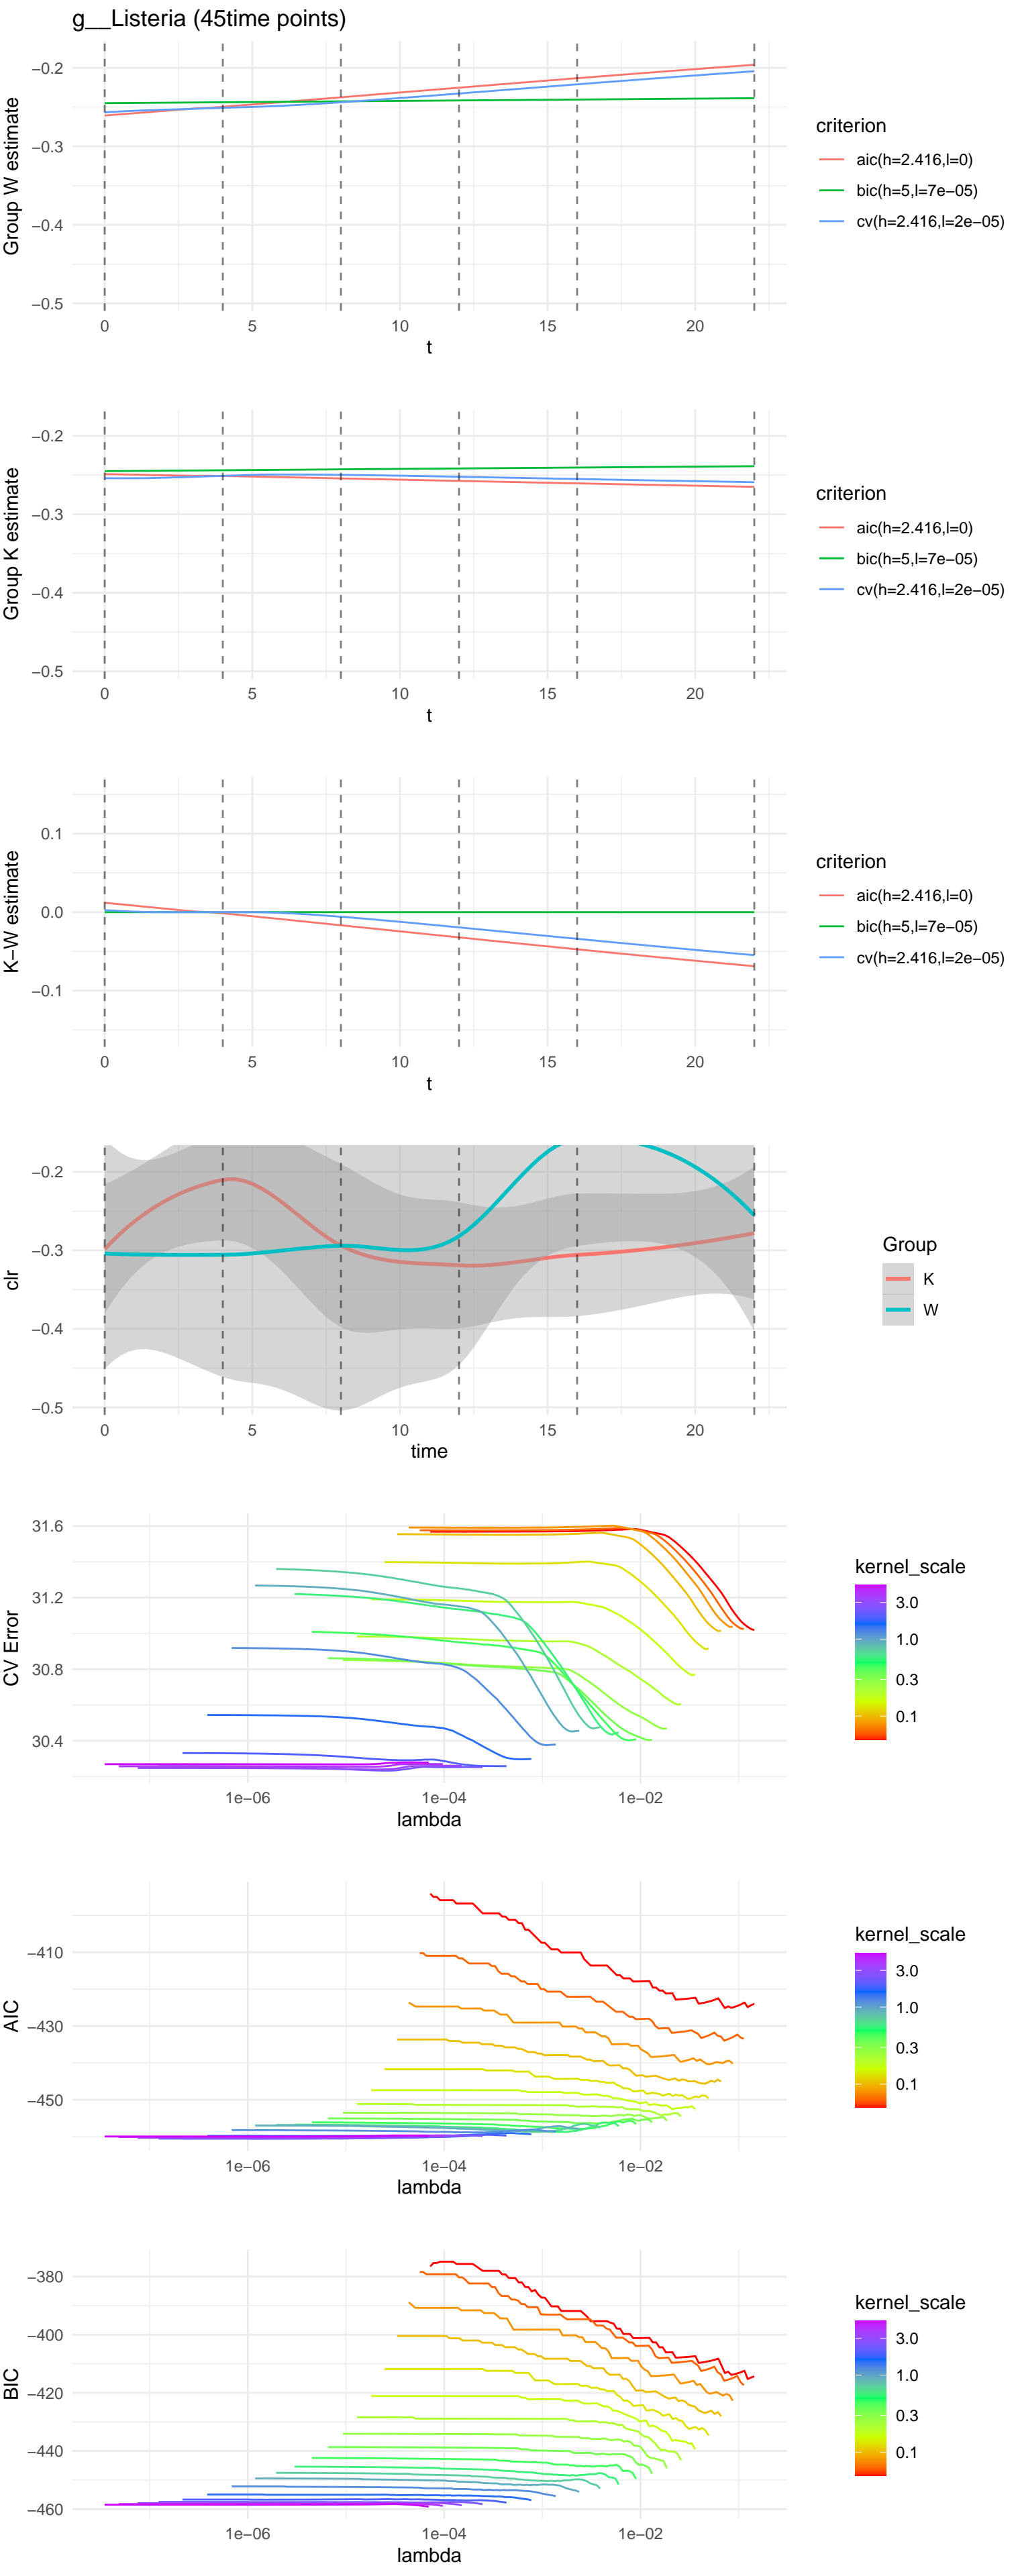 g__Listeria (45time points)
Group W estimate
−0.2
−0.3
−0.4
−0.5
0 5 10 15 20
t
criterion
aic(h=2.416,l=0)
bic(h=5,l=7e−05)
cv(h=2.416,l=2e−05)
Group K estimate
−0.2
−0.3
−0.4
−0.5
0 5 10 15 20
t
criterion
aic(h=2.416,l=0)
bic(h=5,l=7e−05)
cv(h=2.416,l=2e−05)
K−W estimate
0.1
0.0
−0.1
0 5 10 15 20
t
criterion
aic(h=2.416,l=0)
bic(h=5,l=7e−05)
cv(h=2.416,l=2e−05)
clr
−0.2
−0.3
−0.4
−0.5
0 5 10 15 20
time
Group
K
W
CV Error
31.6
31.2
30.8
30.4
1e−06 1e−04 1e−02
lambda
kernel_scale
3.0
1.0
0.3
0.1
AIC
−410
−430
−450
1e−06 1e−04 1e−02
lambda
kernel_scale
3.0
1.0
0.3
0.1
BIC
−380
−400
−420
−440
−460
1e−06 1e−04 1e−02
lambda
kernel_scale
3.0
1.0
0.3
0.1